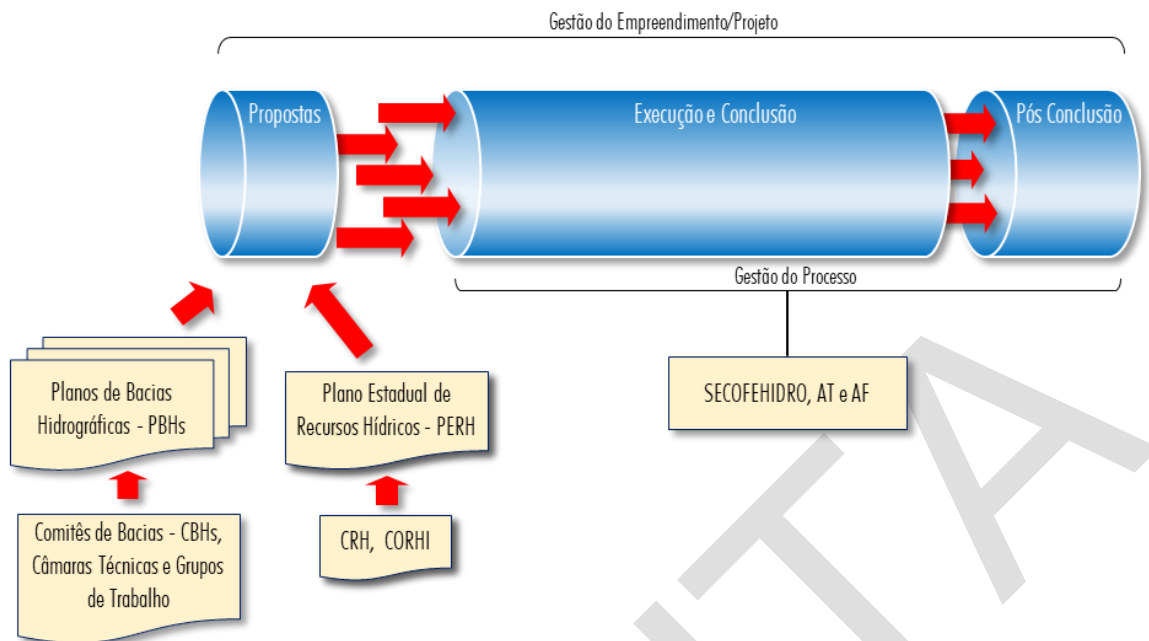 Gestão do Empreendimento/Projeto
Propostas
Execução e Conclusão
Pós Conclusão
Gestão do Processo
Planos de Bacias
Hidrográficas - PBHs
Plano Estadual de
Recursos Hídricos - PERH
SECOFEHIDRO, AT e AF
Comitês de Bacias - CBHs,
Câmaras Técnicas e Grupos
de Trabalho
CRH, CORHI
TA